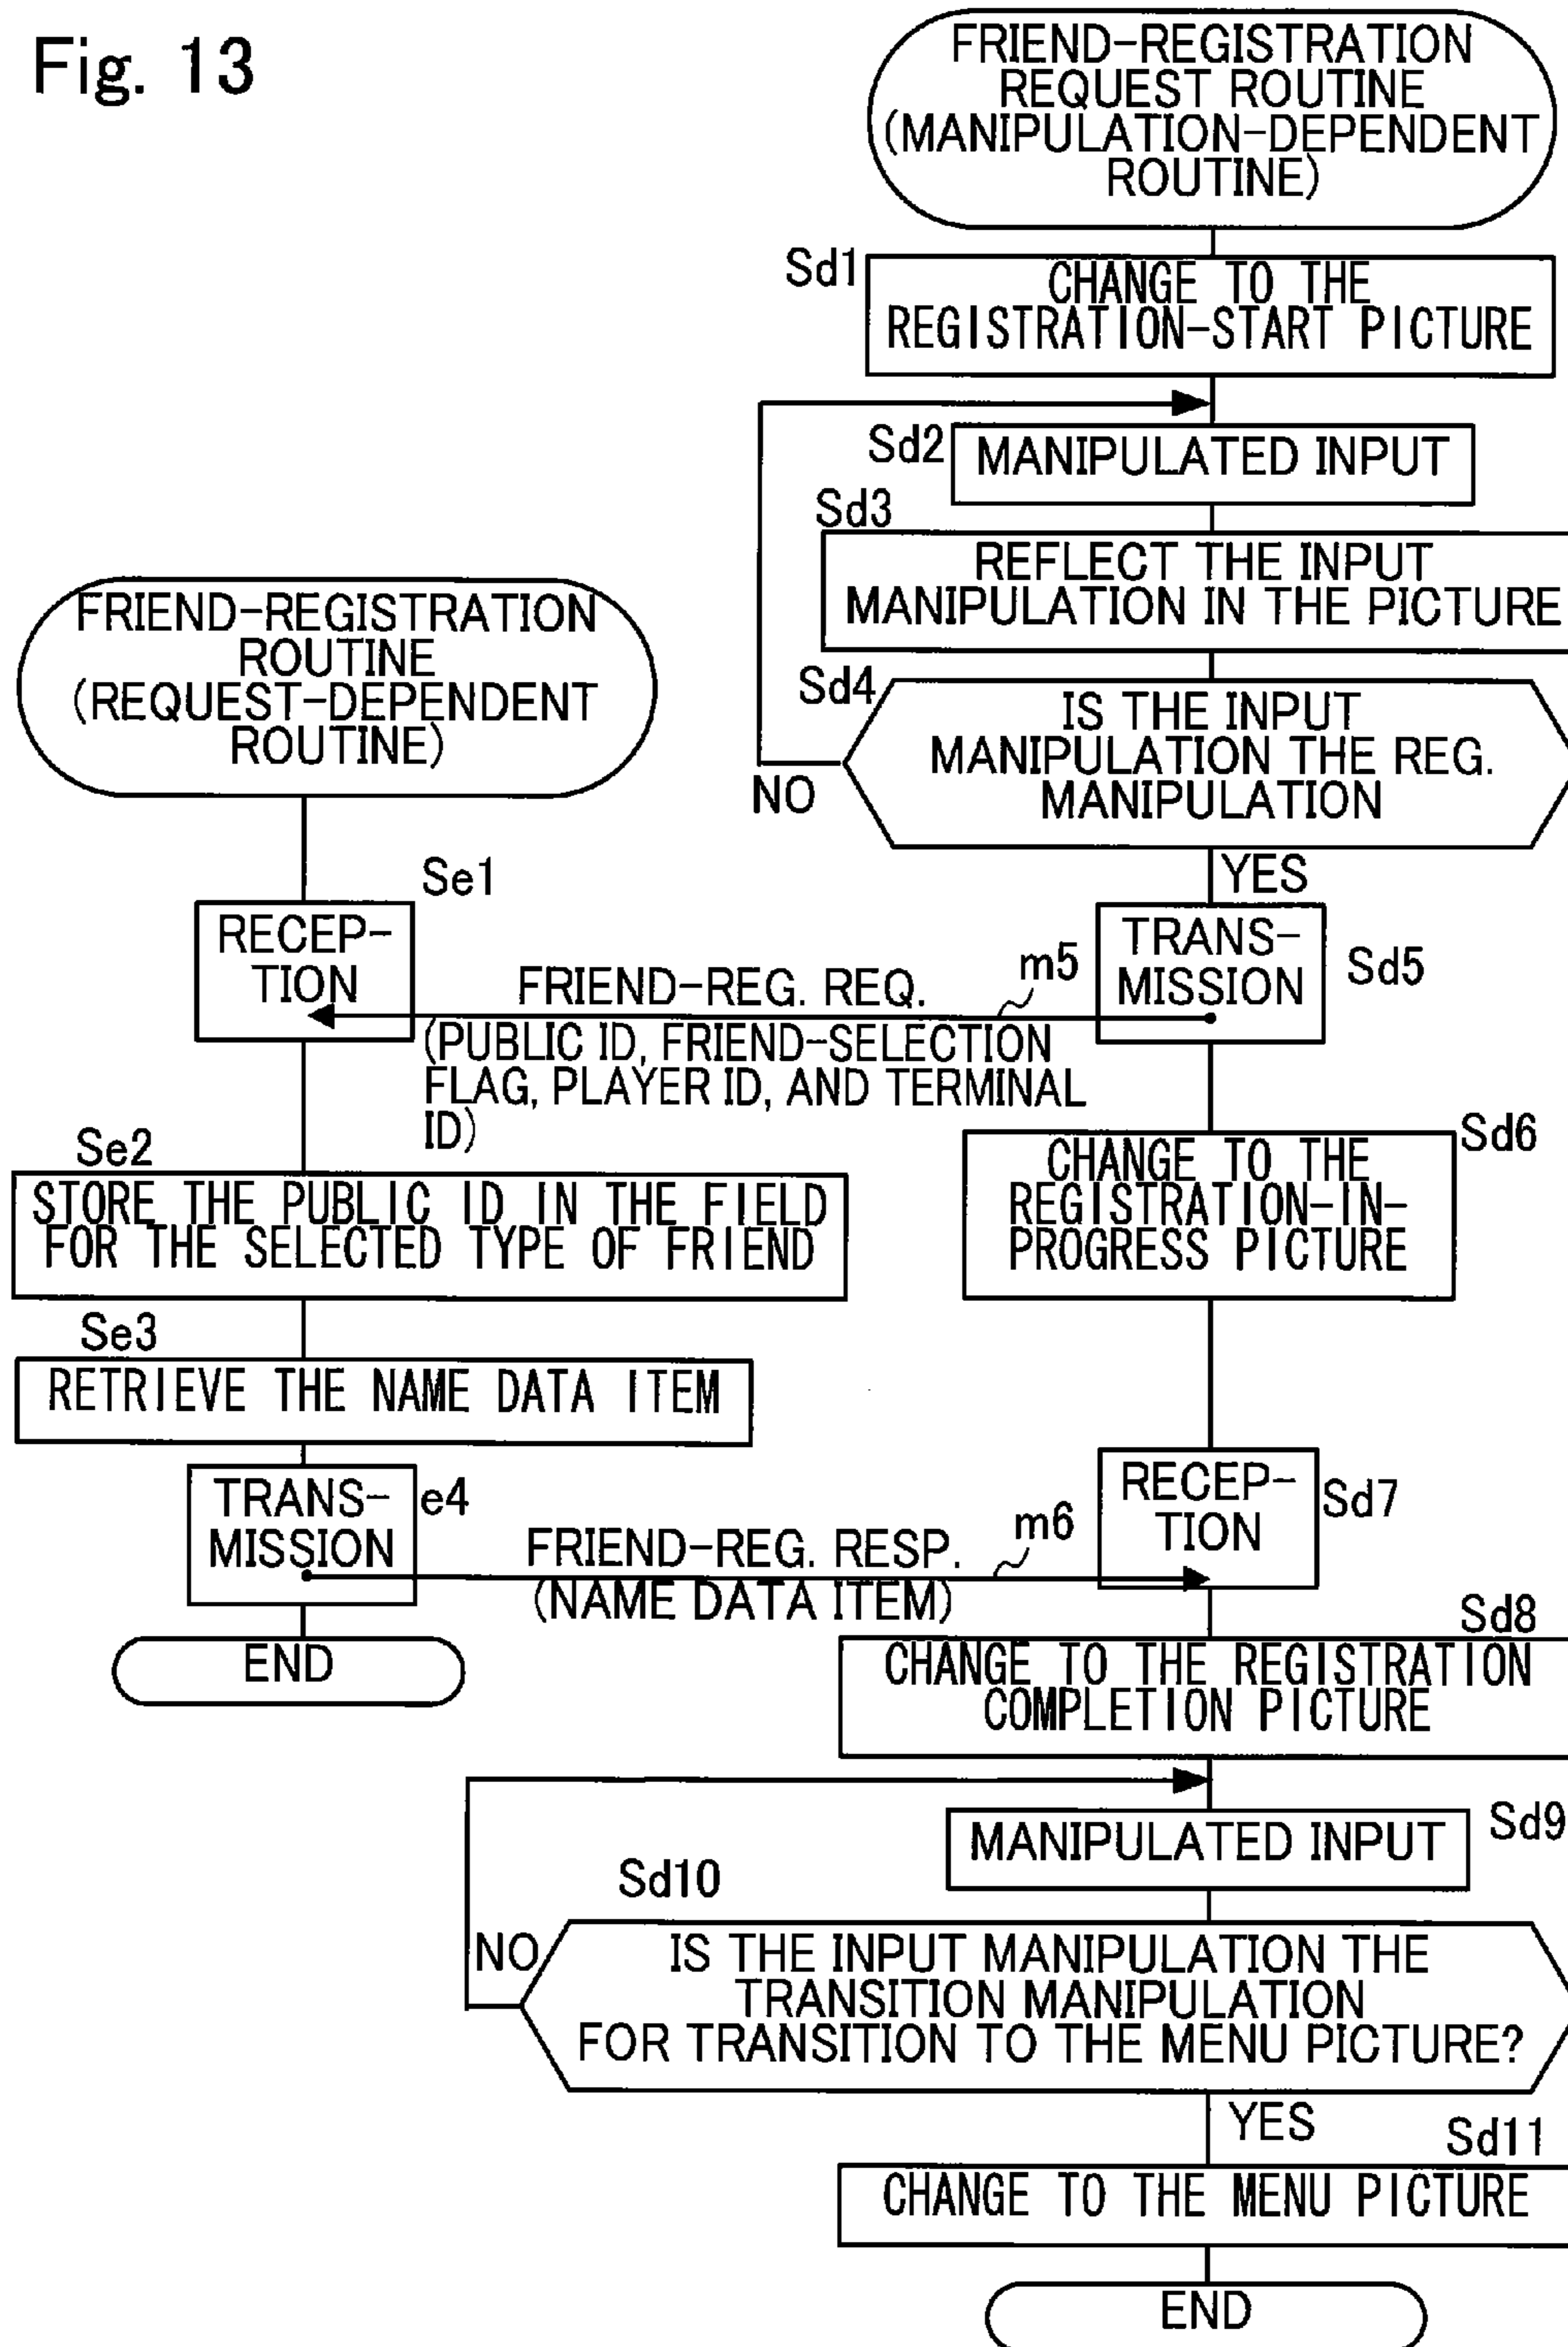 Fig. 13
FRIEND-REGISTRATION
REQUEST ROUTINE
(MANIPULATION-DEPENDENT
ROUTINE)
Sd1
CHANGE TO THE
REGISTRATION-START PICTURE
Sd2
MANIPULATED INPUT
Sd3
REFLECT THE INPUT
MANIPULATION IN THE PICTURE
FRIEND-REGISTRATION
ROUTINE
(REQUEST-DEPENDENT
ROUTINE)
Sd4
IS THE INPUT
MANIPULATION THE REG.
MANIPULATION
NO
YES
Se1
RECEP-
TION
TRANS-
MISSION
Sd5
m5
FRIEND-REG. REQ.
(PUBLIC ID, FRIEND-SELECTION
FLAG, PLAYER ID, AND TERMINAL
ID)
Se2
STORE THE PUBLIC ID IN THE FIELD
FOR THE SELECTED TYPE OF FRIEND
Sd6
CHANGE TO THE
REGISTRATION-IN-
PROGRESS PICTURE
Se3
RETRIEVE THE NAME DATA ITEM
TRANS-
MISSION
e4
RECEP-
TION
Sd7
m6
FRIEND-REG. RESP.
(NAME DATA ITEM)
END
Sd8
CHANGE TO THE REGISTRATION
COMPLETION PICTURE
Sd9
MANIPULATED INPUT
Sd10
NO
IS THE INPUT MANIPULATION THE
TRANSITION MANIPULATION
FOR TRANSITION TO THE MENU PICTURE?
YES
Sd11
CHANGE TO THE MENU PICTURE
END